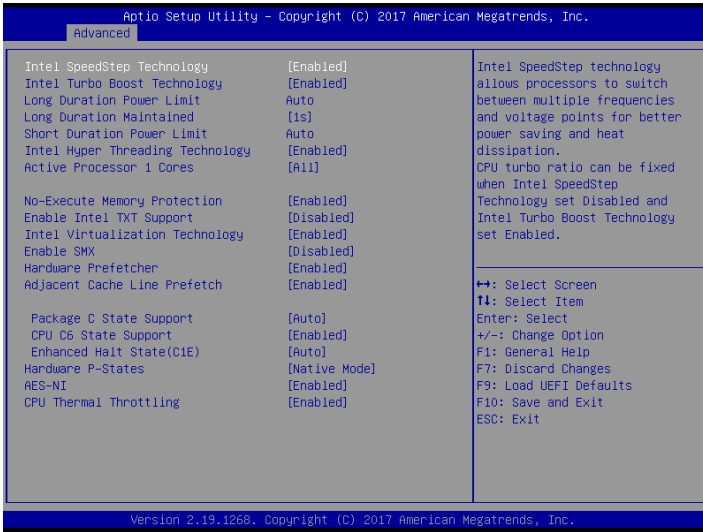 Aptio Setup Utility – Copyright (C) 2017 American Megatrends, Inc.
Advanced
Intel SpeedStep Technology [Enabled]
Intel Turbo Boost Technology [Enabled]
Long Duration Power Limit Auto
Long Duration Maintained [1s]
Short Duration Power Limit Auto
Intel Hyper Threading Technology [Enabled]
Active Processor 1 Cores [All]
No-Execute Memory Protection [Enabled]
Enable Intel TXT Support [Disabled]
Intel Virtualization Technology [Enabled]
Enable SMX [Disabled]
Hardware Prefetcher [Enabled]
Adjacent Cache Line Prefetch [Enabled]
Package C State Support [Auto]
CPU C6 State Support [Enabled]
Enhanced Halt State(C1E) [Auto]
Hardware P-States [Native Mode]
AES-NI [Enabled]
CPU Thermal Throttling [Enabled]
Intel SpeedStep technology
allows processors to switch
between multiple frequencies
and voltage points for better
power saving and heat
dissipation.
CPU turbo ratio can be fixed
when Intel SpeedStep
Technology set Disabled and
Intel Turbo Boost Technology
set Enabled.
↔: Select Screen
↑↓: Select Item
Enter: Select
+/-: Change Option
F1: General Help
F7: Discard Changes
F9: Load UEFI Defaults
F10: Save and Exit
ESC: Exit
Version 2.19.1268. Copyright (C) 2017 American Megatrends, Inc.